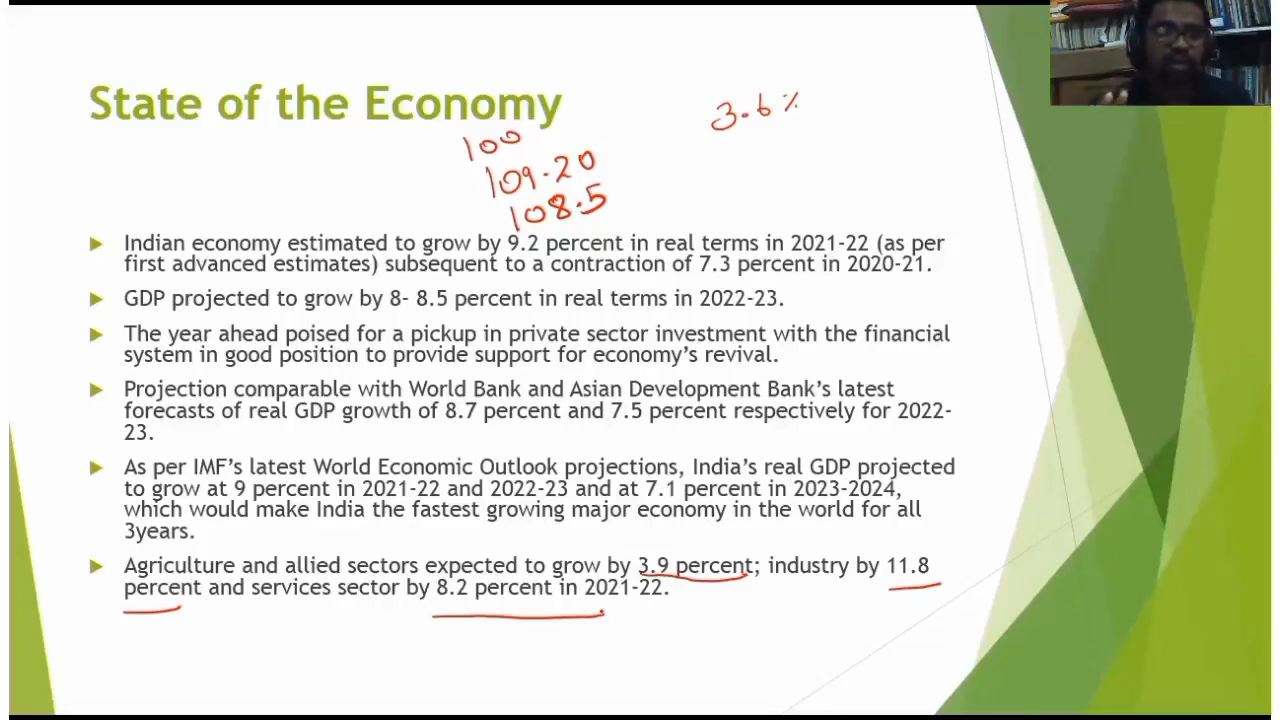 State of the Economy
3.6%
100
109.20
108.5
Indian economy estimated to grow by 9.2 percent in real terms in 2021-22 (as per
first advanced estimates) subsequent to a contraction of 7.3 percent in 2020-21.
GDP projected to grow by 8- 8.5 percent in real terms in 2022-23.
The year ahead poised for a pickup in private sector investment with the financial
system in good position to provide support for economy's revival.
Projection comparable with World Bank and Asian Development Bank's latest
forecasts of real GDP growth of 8.7 percent and 7.5 percent respectively for 2022-
23.
As per IMF's latest World Economic Outlook projections, India's real GDP projected
to grow at 9 percent in 2021-22 and 2022-23 and at 7.1 percent in 2023-2024,
which would make India the fastest growing major economy in the world for all
3years.
Agriculture and allied sectors expected to grow by 3.9 percent; industry by 11.8
percent and services sector by 8.2 percent in 2021-22.